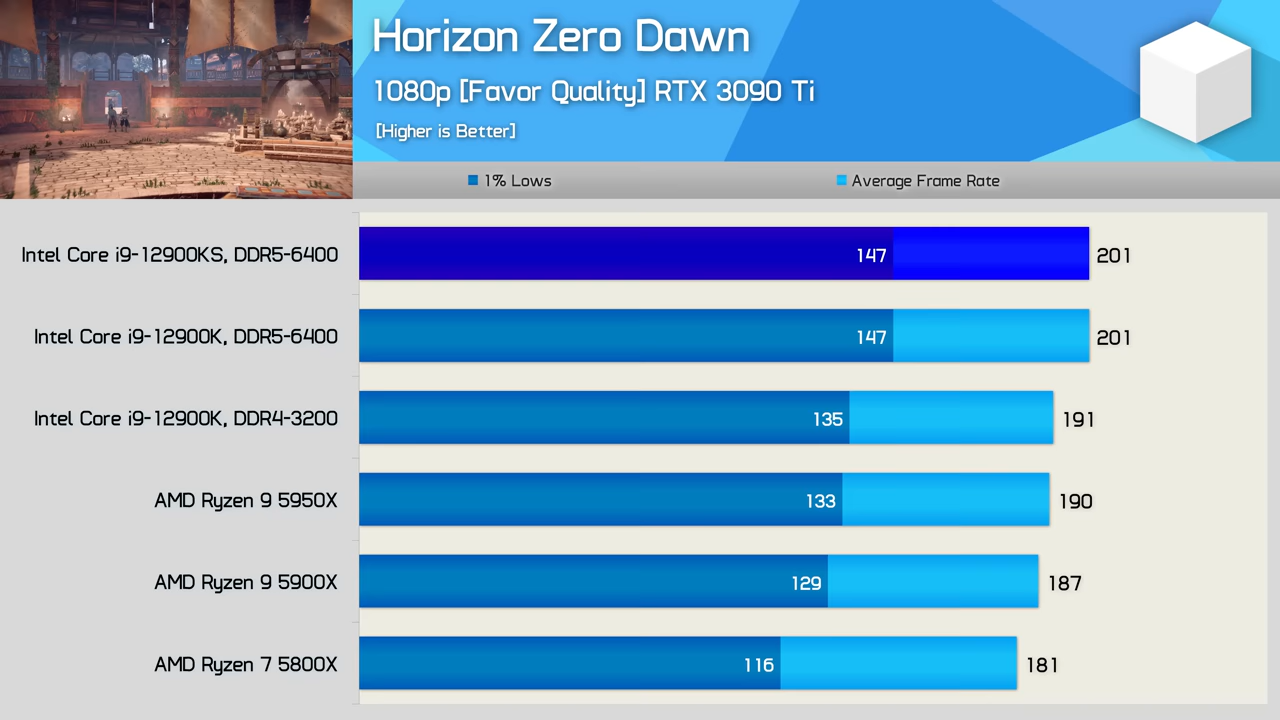 Horizon Zero Dawn
1080p [Favor Quality] RTX 3090 Ti
[Higher is Better]
1% Lows
Average Frame Rate
Intel Core i9-12900KS, DDR5-6400
147
201
Intel Core i9-12900K, DDR5-6400
147
201
Intel Core i9-12900K, DDR4-3200
135
191
AMD Ryzen 9 5950X
133
190
AMD Ryzen 9 5900X
129
187
AMD Ryzen 7 5800X
116
181